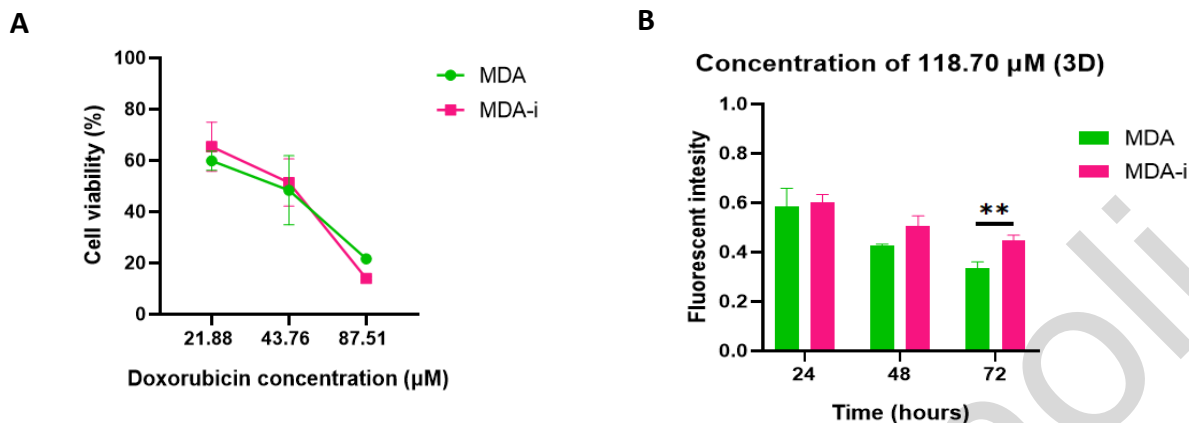 A
100
80
60
40
20
0
Cell viability (%)
21.88 43.76 87.51
Doxorubicin concentration (µM)
MDA
MDA-i
B
Concentration of 118.70 µM (3D)
1.0
0.8
0.6
0.4
0.2
0.0
Fluorescent intesity
**
24 48 72
Time (hours)
MDA
MDA-i